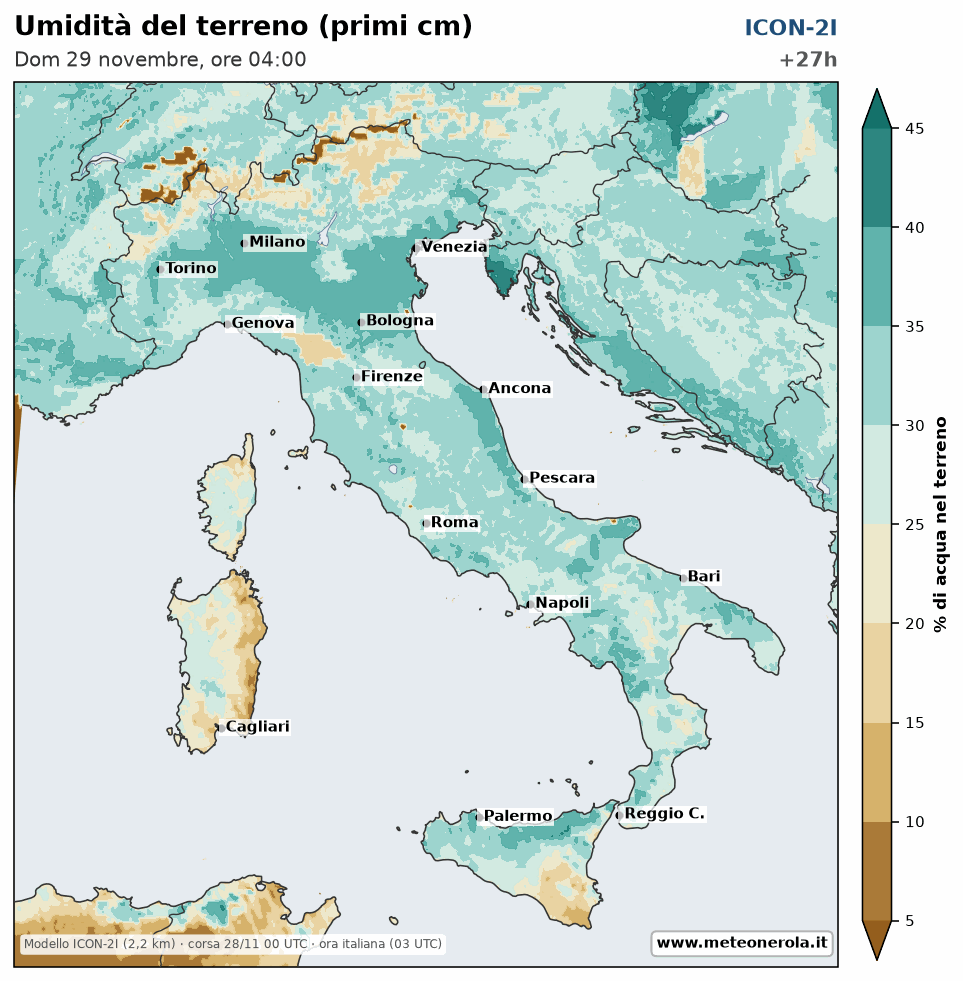 Umidità del terreno (primi cm)
ICON-2I
Dom 29 novembre, ore 04:00
+27h
45
40
35
30
25
20
15
10
5
% di acqua nel terreno
Milano
Venezia
Torino
Genova
Bologna
Firenze
Ancona
Pescara
Roma
Bari
Napoli
Cagliari
Palermo
Reggio C.
Modello ICON-2I (2,2 km) · corsa 28/11 00 UTC · ora italiana (03 UTC)
www.meteonerola.it